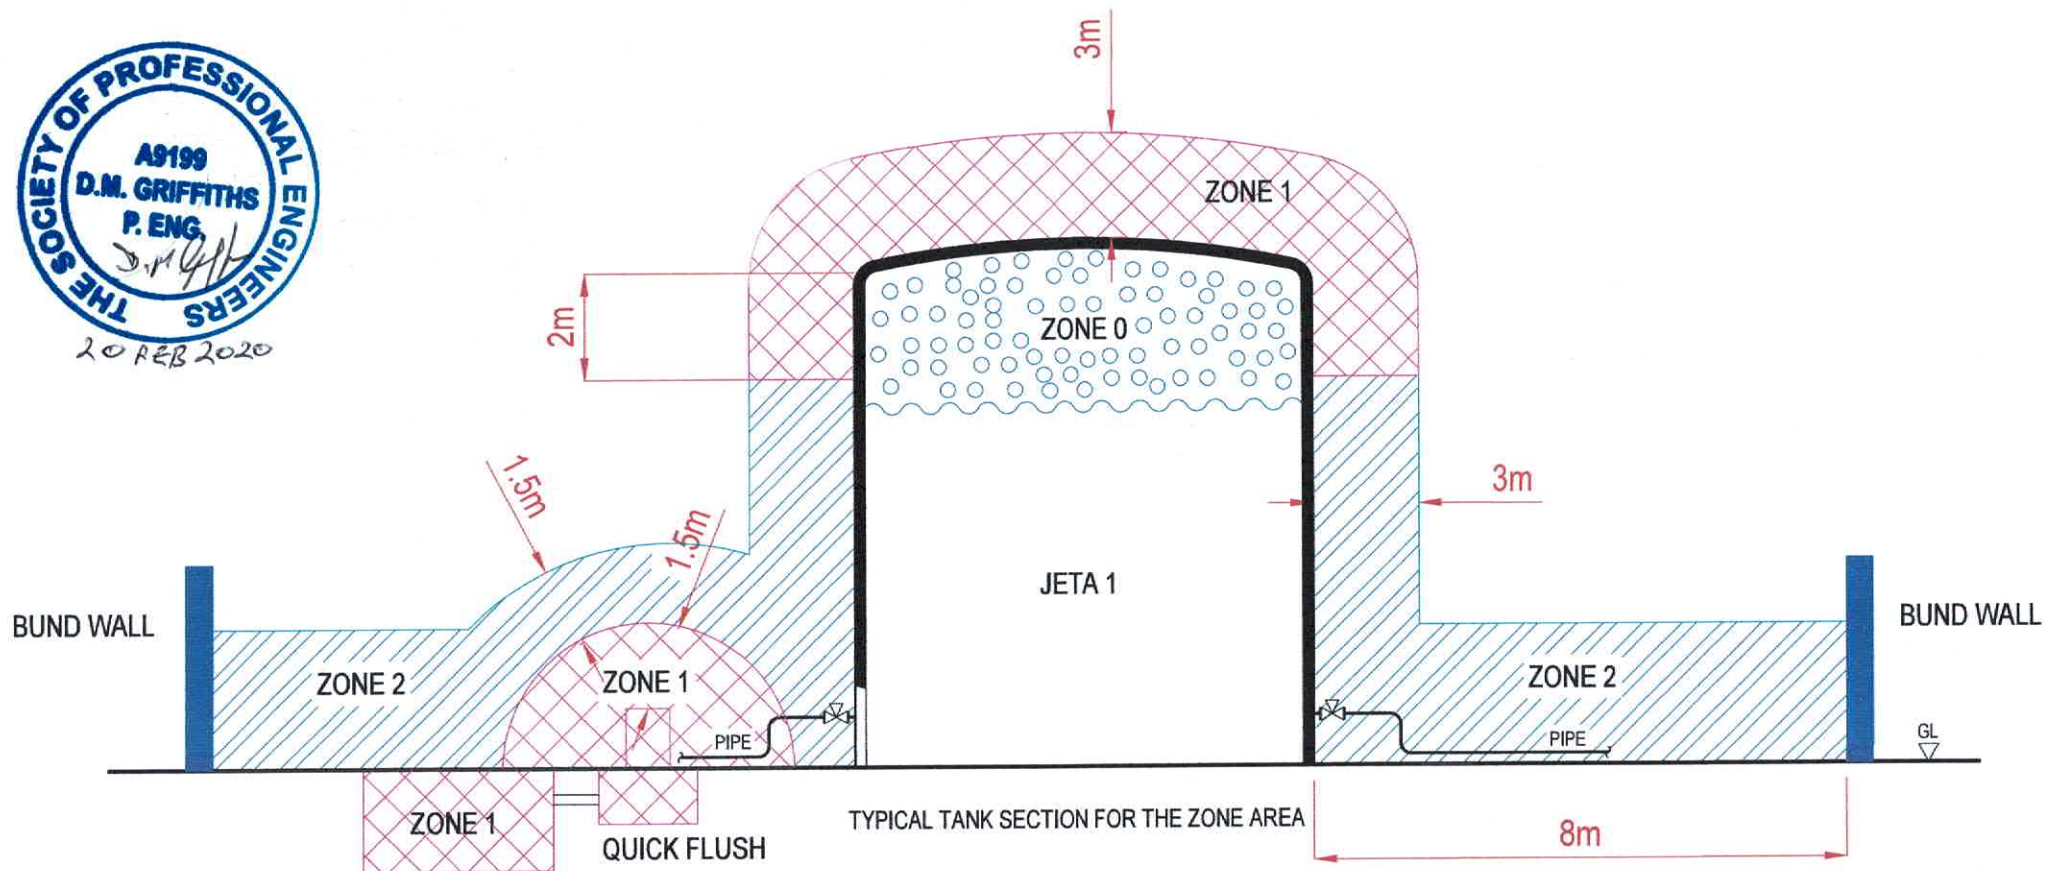 THE SOCIETY OF PROFESSIONAL ENGINEERS
A9199
D.M. GRIFFITHS
P. ENG.
20 FEB 2020
3m
ZONE 1
2m
ZONE 0
1.5m
1.5m
3m
JETA 1
BUND WALL
BUND WALL
ZONE 2
ZONE 1
ZONE 2
PIPE
PIPE
GL
ZONE 1
QUICK FLUSH
TYPICAL TANK SECTION FOR THE ZONE AREA
8m